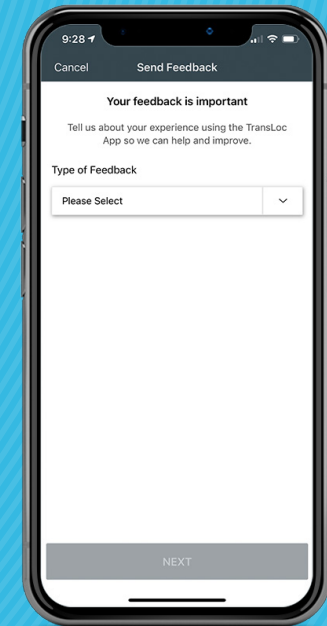 9:28
Cancel Send Feedback
Your feedback is important
Tell us about your experience using the TransLoc
App so we can help and improve.
Type of Feedback
Please Select
NEXT